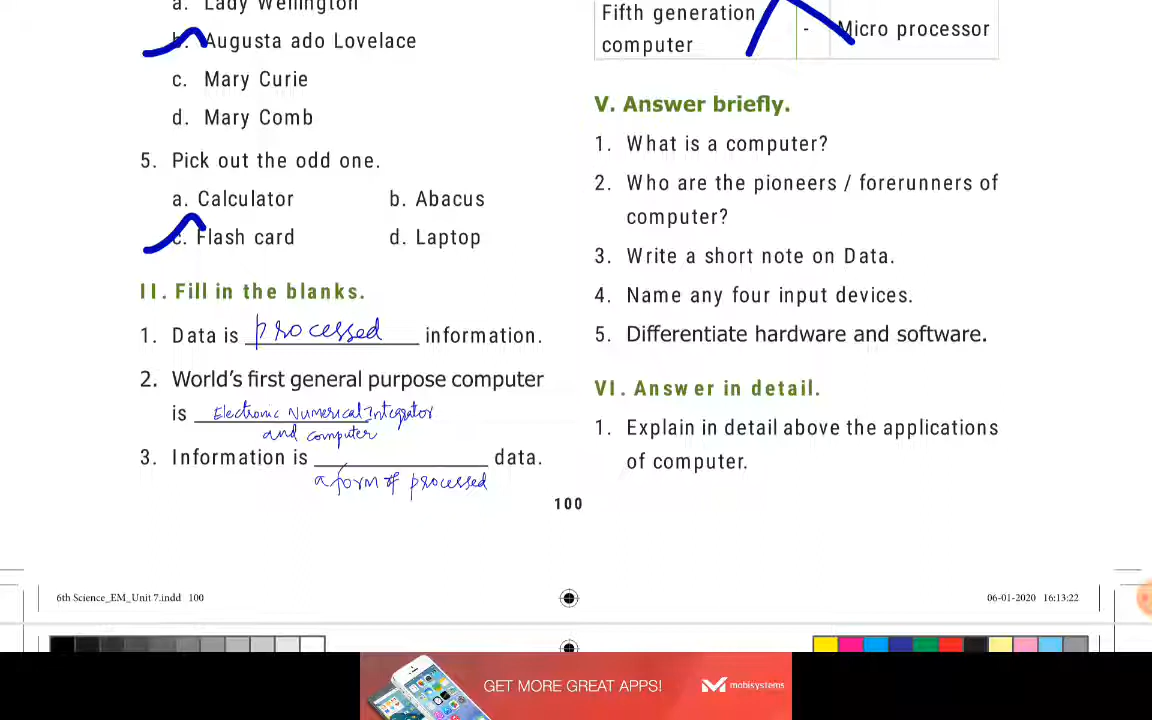 a. Lady Wellington
b. Augusta ado Lovelace
c. Mary Curie
d. Mary Comb
5. Pick out the odd one.
a. Calculator b. Abacus
c. Flash card d. Laptop
II. Fill in the blanks.
1. Data is processed information.
2. World's first general purpose computer
is Electronic Numerical Integrator
and computer
3. Information is data.
a form of processed
Fifth generation
computer - Micro processor
V. Answer briefly.
1. What is a computer?
2. Who are the pioneers / forerunners of
computer?
3. Write a short note on Data.
4. Name any four input devices.
5. Differentiate hardware and software.
VI. Answer in detail.
1. Explain in detail above the applications
of computer.
100
6th Science_EM_Unit 7.indd 100
06-01-2020 16:13:22
GET MORE GREAT APPS!
mobisystems